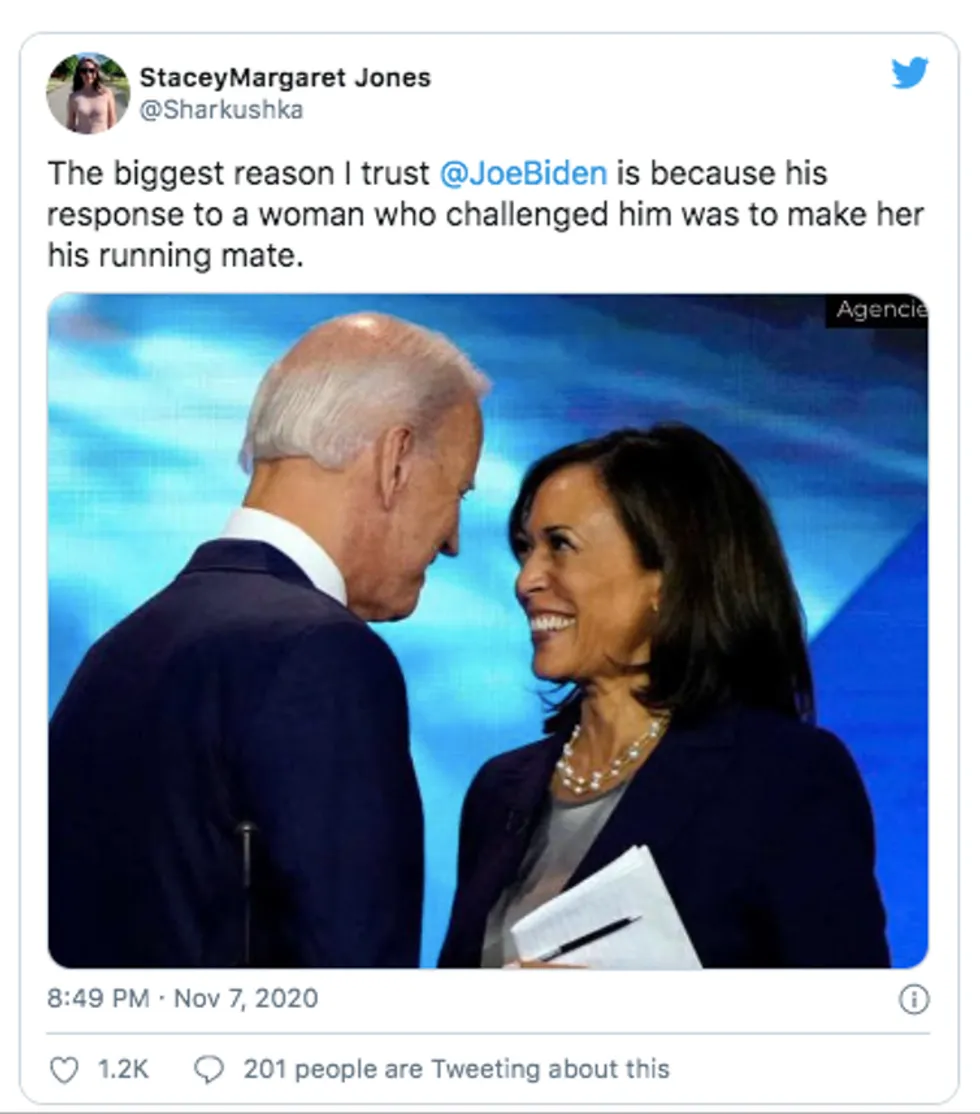 StaceyMargaret Jones
@Sharkushka
The biggest reason I trust @JoeBiden is because his
response to a woman who challenged him was to make her
his running mate.
Agencie
8:49 PM · Nov 7, 2020
1.2K 201 people are Tweeting about this